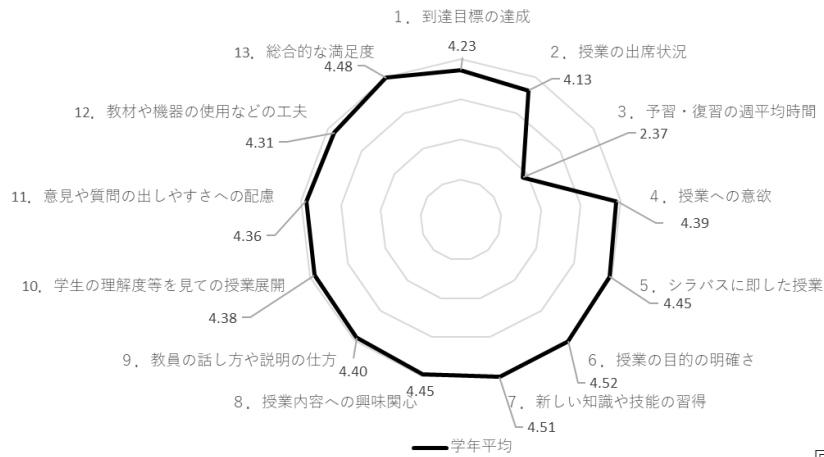 1．到達目標の達成
4.23
2．授業の出席状況
4.13
3．予習・復習の週平均時間
2.37
4．授業への意欲
4.39
5．シラバスに即した授業
4.45
6．授業の目的の明確さ
4.52
7．新しい知識や技能の習得
4.51
8．授業内容への興味関心
4.45
9．教員の話し方や説明の仕方
4.40
10．学生の理解度等を見ての授業展開
4.38
11．意見や質問の出しやすさへの配慮
4.36
12．教材や機器の使用などの工夫
4.31
13．総合的な満足度
4.48
学年平均